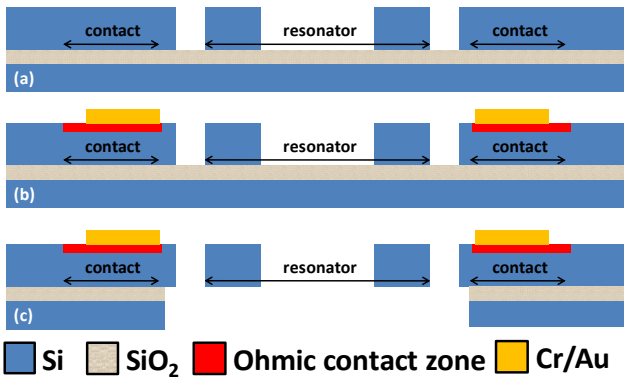 contact resonator contact
(a)
contact resonator contact
(b)
contact resonator contact
(c)
Si SiO₂ Ohmic contact zone Cr/Au